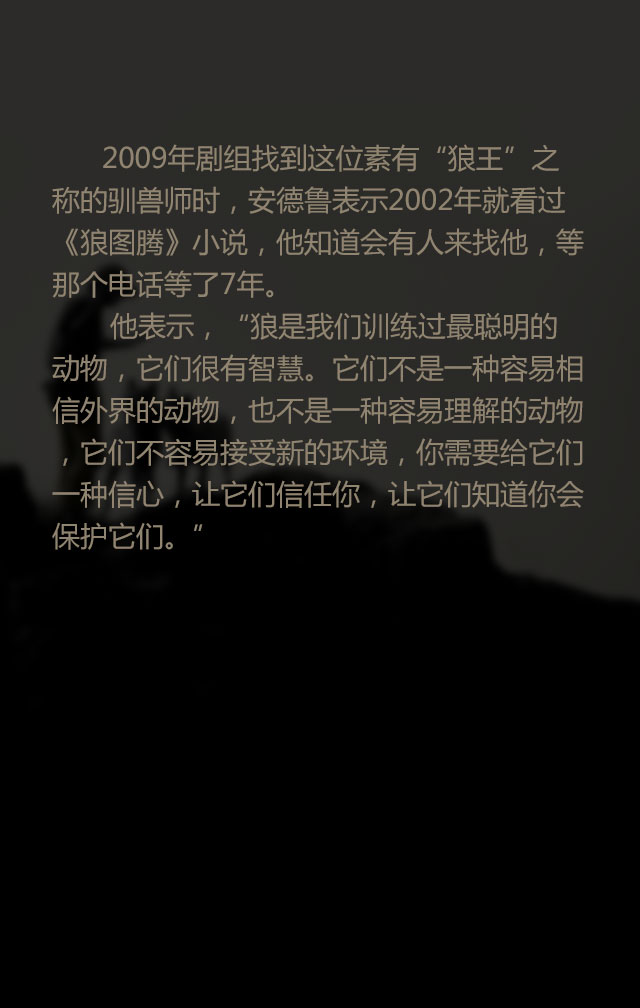 2009年剧组找到这位素有“狼王”之
称的驯兽师时，安德鲁表示2002年就看过
《狼图腾》小说，他知道会有人来找他，等
那个电话等了7年。
他表示，“狼是我们训练过最聪明的
动物，它们很有智慧。它们不是一种容易相
信外界的动物，也不是一种容易理解的动物
，它们不容易接受新的环境，你需要给它们
一种信心，让它们信任你，让它们知道你会
保护它们。”